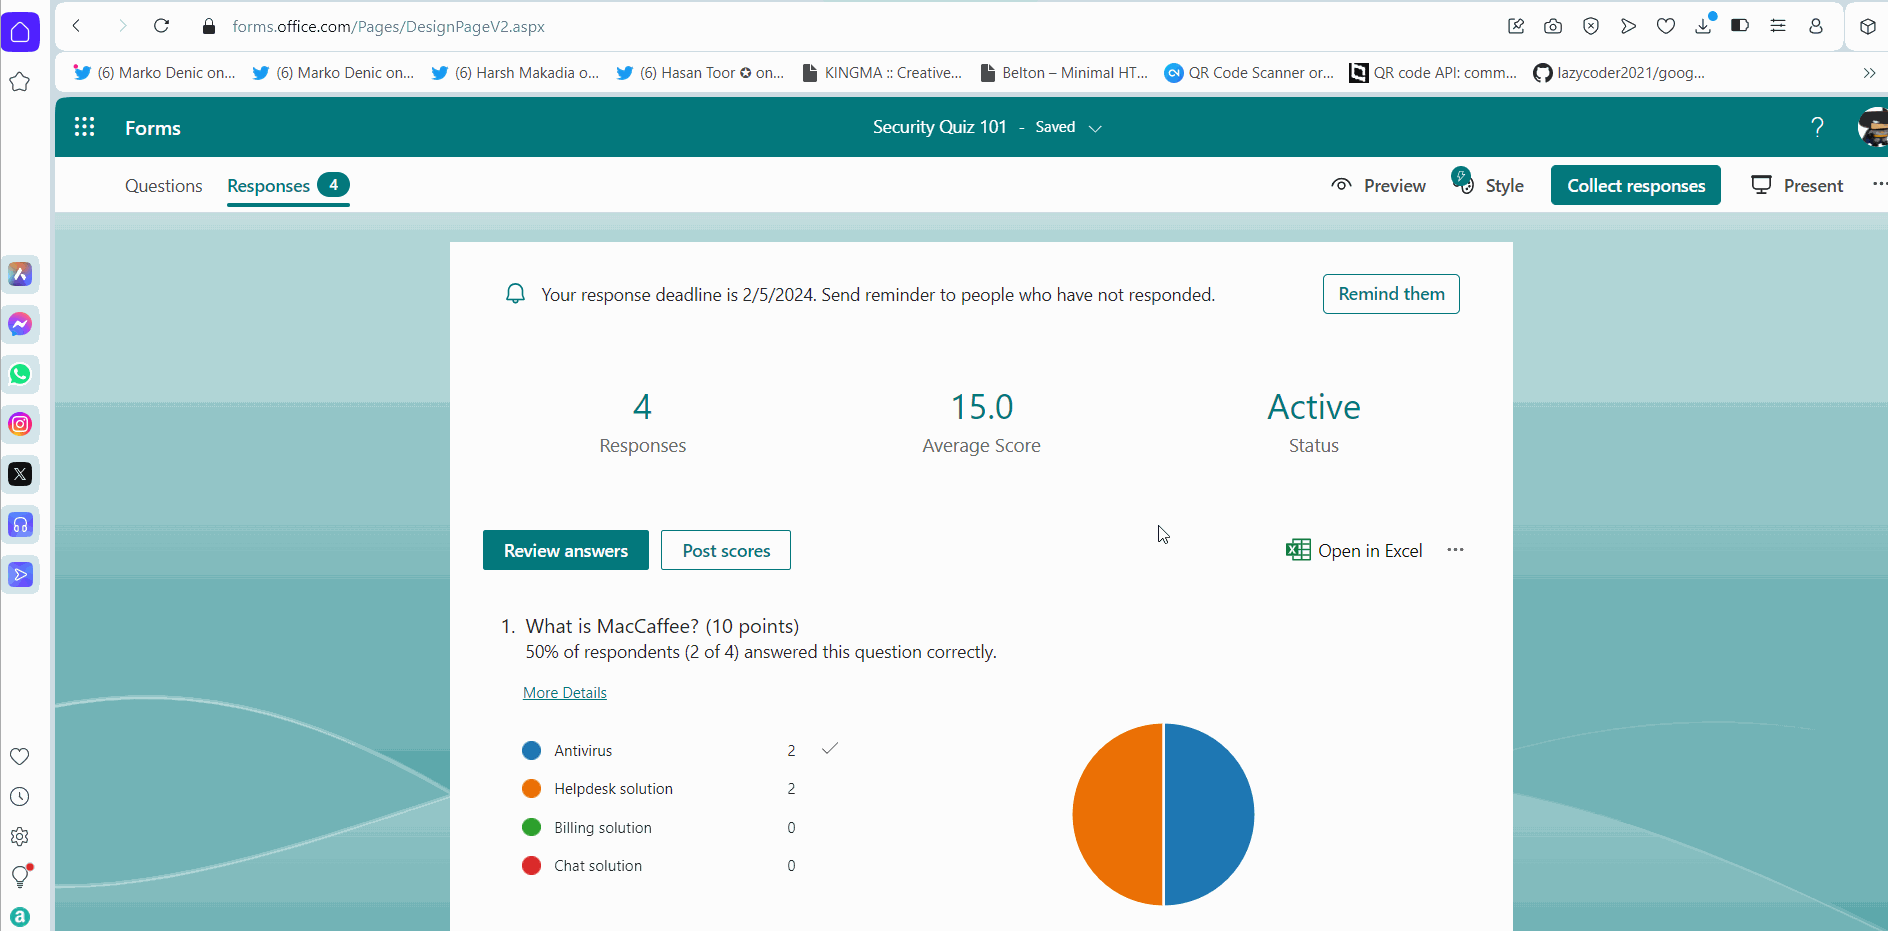 forms.office.com/Pages/DesignPageV2.aspx
(6) Marko Denic on... (6) Marko Denic on... (6) Harsh Makadia o... (6) Hasan Toor ✪ on... KINGMA :: Creative... Belton – Minimal HT... QR Code Scanner or... QR code API: comm... lazycoder2021/goog...
Forms Security Quiz 101 - Saved ?
Questions Responses 4 Preview Style Collect responses Present ...
Your response deadline is 2/5/2024. Send reminder to people who have not responded. Remind them
4 15.0 Active
Responses Average Score Status
Review answers Post scores Open in Excel ...
1. What is MacCaffee? (10 points)
50% of respondents (2 of 4) answered this question correctly.
More Details
Antivirus 2
Helpdesk solution 2
Billing solution 0
Chat solution 0